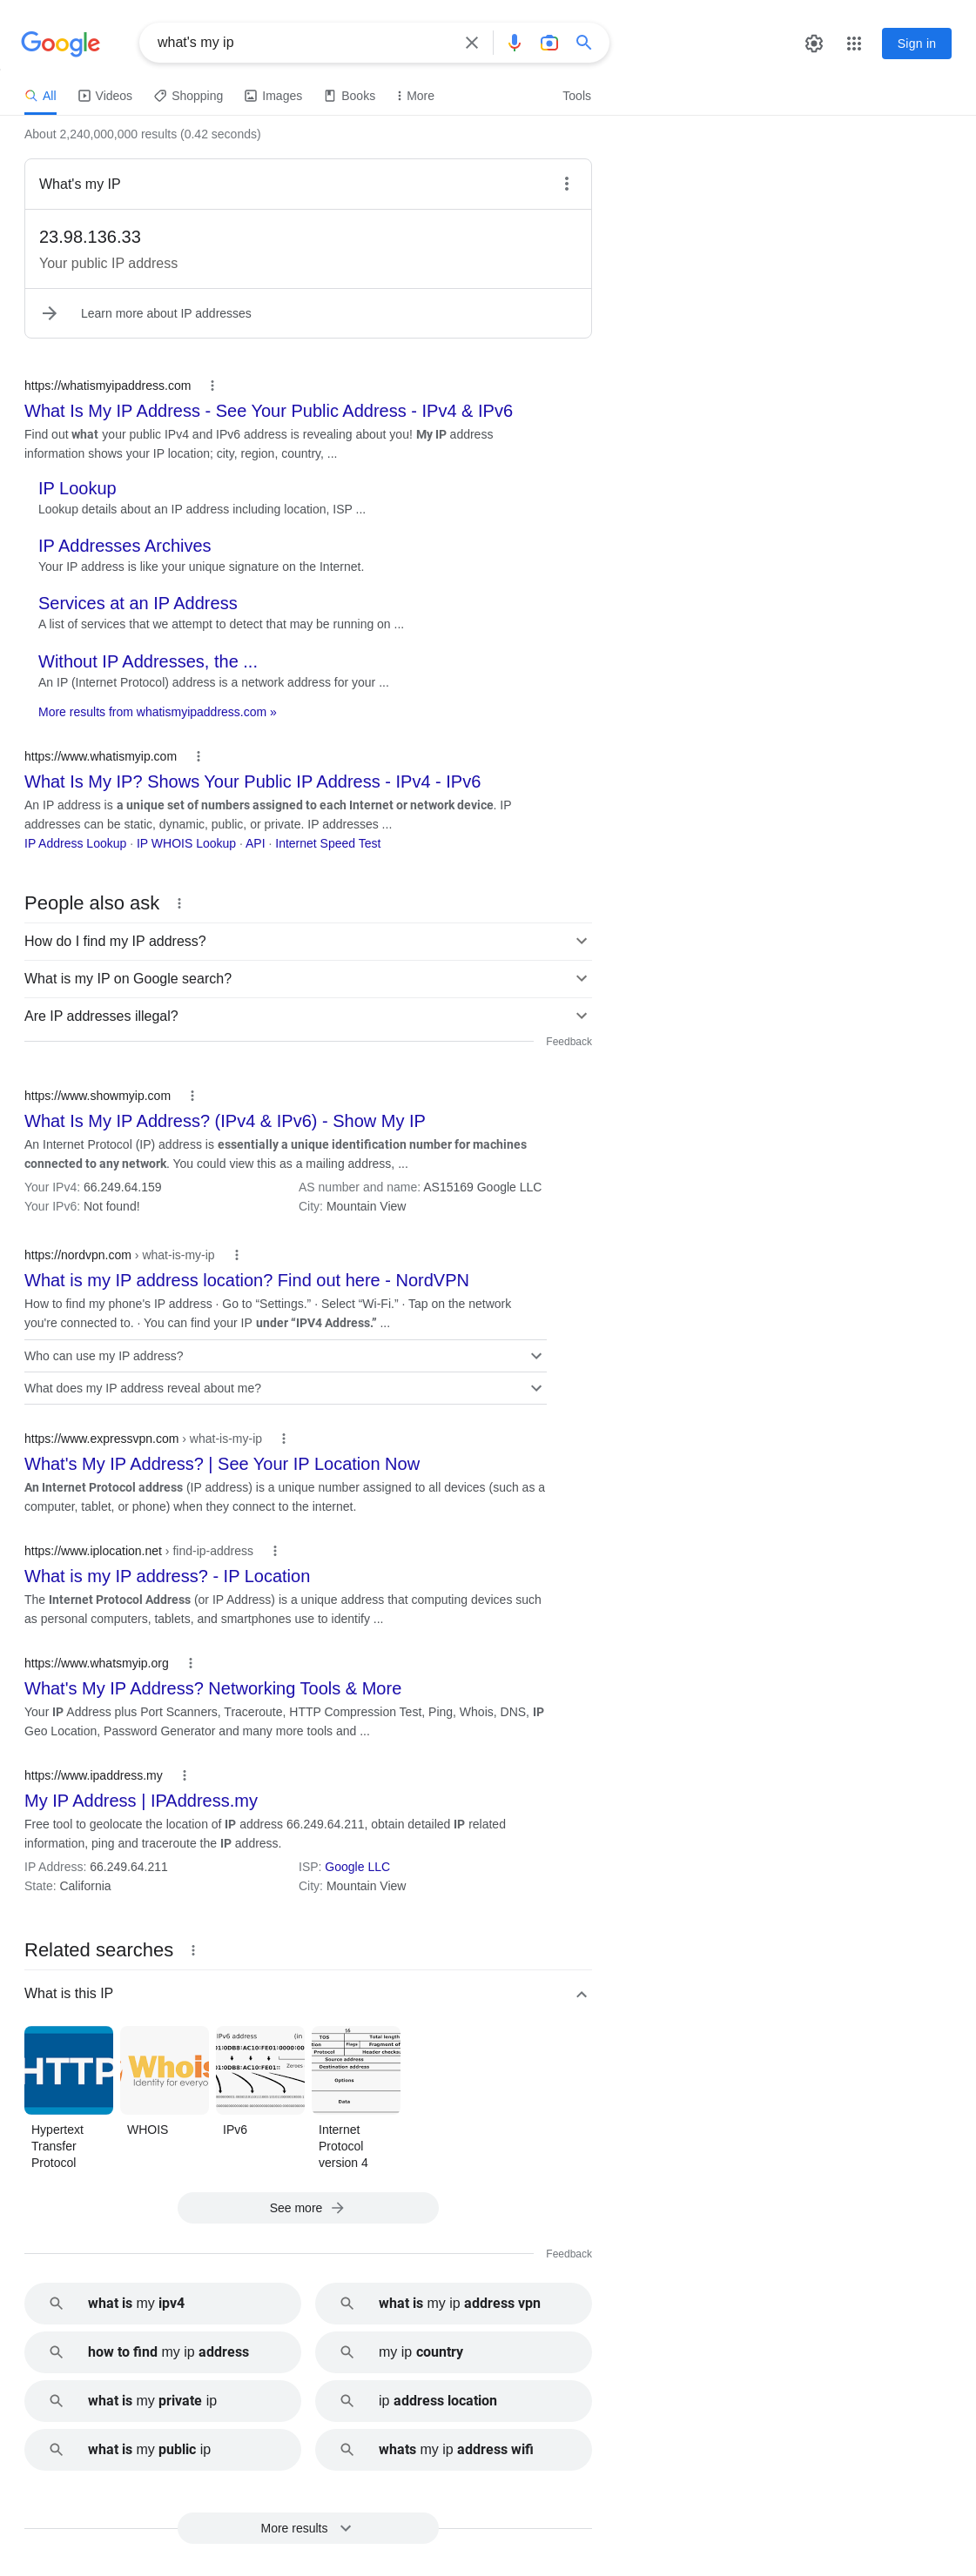 Google
what's my ip
Sign in
All
Videos
Shopping
Images
Books
More
Tools
About 2,240,000,000 results (0.42 seconds)
What's my IP
23.98.136.33
Your public IP address
Learn more about IP addresses
https://whatismyipaddress.com
What Is My IP Address - See Your Public Address - IPv4 & IPv6
Find out what your public IPv4 and IPv6 address is revealing about you! My IP address
information shows your IP location; city, region, country, ...
IP Lookup
Lookup details about an IP address including location, ISP ...
IP Addresses Archives
Your IP address is like your unique signature on the Internet.
Services at an IP Address
A list of services that we attempt to detect that may be running on ...
Without IP Addresses, the ...
An IP (Internet Protocol) address is a network address for your ...
More results from whatismyipaddress.com »
https://www.whatismyip.com
What Is My IP? Shows Your Public IP Address - IPv4 - IPv6
An IP address is a unique set of numbers assigned to each Internet or network device. IP
addresses can be static, dynamic, public, or private. IP addresses ...
IP Address Lookup · IP WHOIS Lookup · API · Internet Speed Test
People also ask
How do I find my IP address?
What is my IP on Google search?
Are IP addresses illegal?
Feedback
https://www.showmyip.com
What Is My IP Address? (IPv4 & IPv6) - Show My IP
An Internet Protocol (IP) address is essentially a unique identification number for machines
connected to any network. You could view this as a mailing address, ...
Your IPv4: 66.249.64.159
AS number and name: AS15169 Google LLC
Your IPv6: Not found!
City: Mountain View
https://nordvpn.com › what-is-my-ip
What is my IP address location? Find out here - NordVPN
How to find my phone's IP address · Go to “Settings.” · Select “Wi-Fi.” · Tap on the network
you're connected to. · You can find your IP under “IPV4 Address.” ...
Who can use my IP address?
What does my IP address reveal about me?
https://www.expressvpn.com › what-is-my-ip
What's My IP Address? | See Your IP Location Now
An Internet Protocol address (IP address) is a unique number assigned to all devices (such as a
computer, tablet, or phone) when they connect to the internet.
https://www.iplocation.net › find-ip-address
What is my IP address? - IP Location
The Internet Protocol Address (or IP Address) is a unique address that computing devices such
as personal computers, tablets, and smartphones use to identify ...
https://www.whatsmyip.org
What's My IP Address? Networking Tools & More
Your IP Address plus Port Scanners, Traceroute, HTTP Compression Test, Ping, Whois, DNS, IP
Geo Location, Password Generator and many more tools and ...
https://www.ipaddress.my
My IP Address | IPAddress.my
Free tool to geolocate the location of IP address 66.249.64.211, obtain detailed IP related
information, ping and traceroute the IP address.
IP Address: 66.249.64.211
ISP: Google LLC
State: California
City: Mountain View
Related searches
What is this IP
HTTP
Whois
Identity for everyo
IPv6 address (in
Zeroes
16
TOS Total length
Flags Fragment of
Protocol Header checks
Source address
Destination address
Options
Data
Hypertext
Transfer
Protocol
WHOIS
IPv6
Internet
Protocol
version 4
See more
Feedback
what is my ipv4
what is my ip address vpn
how to find my ip address
my ip country
what is my private ip
ip address location
what is my public ip
whats my ip address wifi
More results